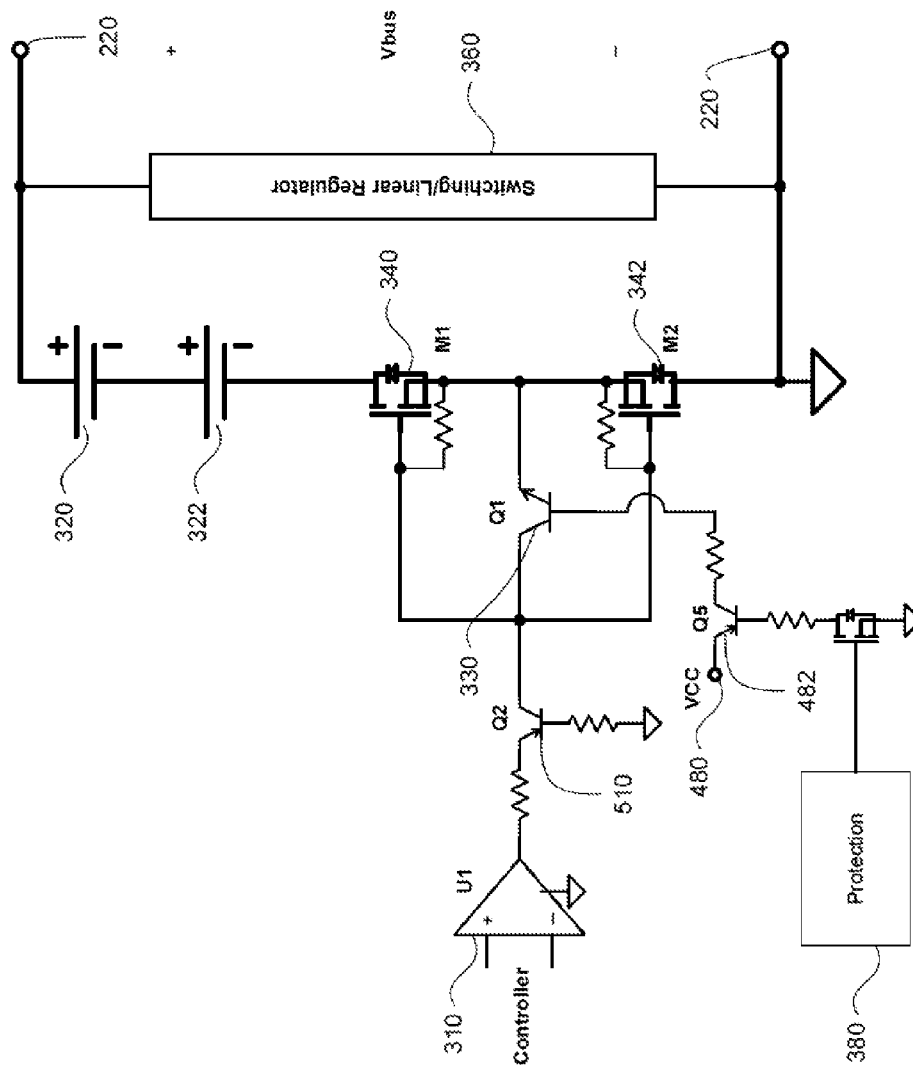 220
+
Vbus
−
360
220
Switching/Linear Regulator
+
−
320
+
−
322
340
M1
342
M2
Q1
330
Q5
VCC
482
480
Q2
510
U1
+
−
310
Controller
Protection
380